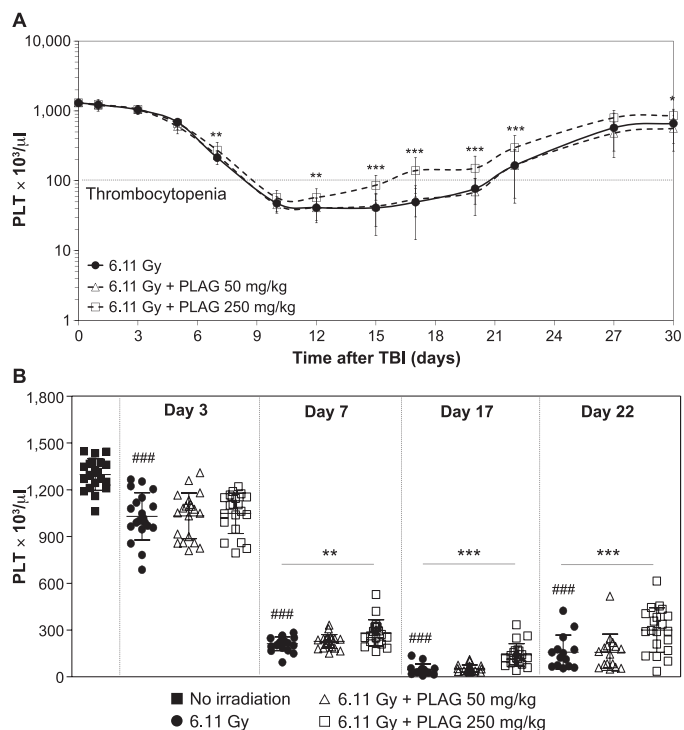 A
10,000
1,000
100
10
1
PLT × 10³/µl
** ** *** *** *** *** *
Thrombocytopenia
6.11 Gy
6.11 Gy + PLAG 50 mg/kg
6.11 Gy + PLAG 250 mg/kg
0 3 6 9 12 15 18 21 24 27 30
Time after TBI (days)
B
1,800
1,500
1,200
900
600
300
0
PLT × 10³/µl
Day 3 Day 7 Day 17 Day 22
###
** *** ***
### ### ###
No irradiation
6.11 Gy
6.11 Gy + PLAG 50 mg/kg
6.11 Gy + PLAG 250 mg/kg